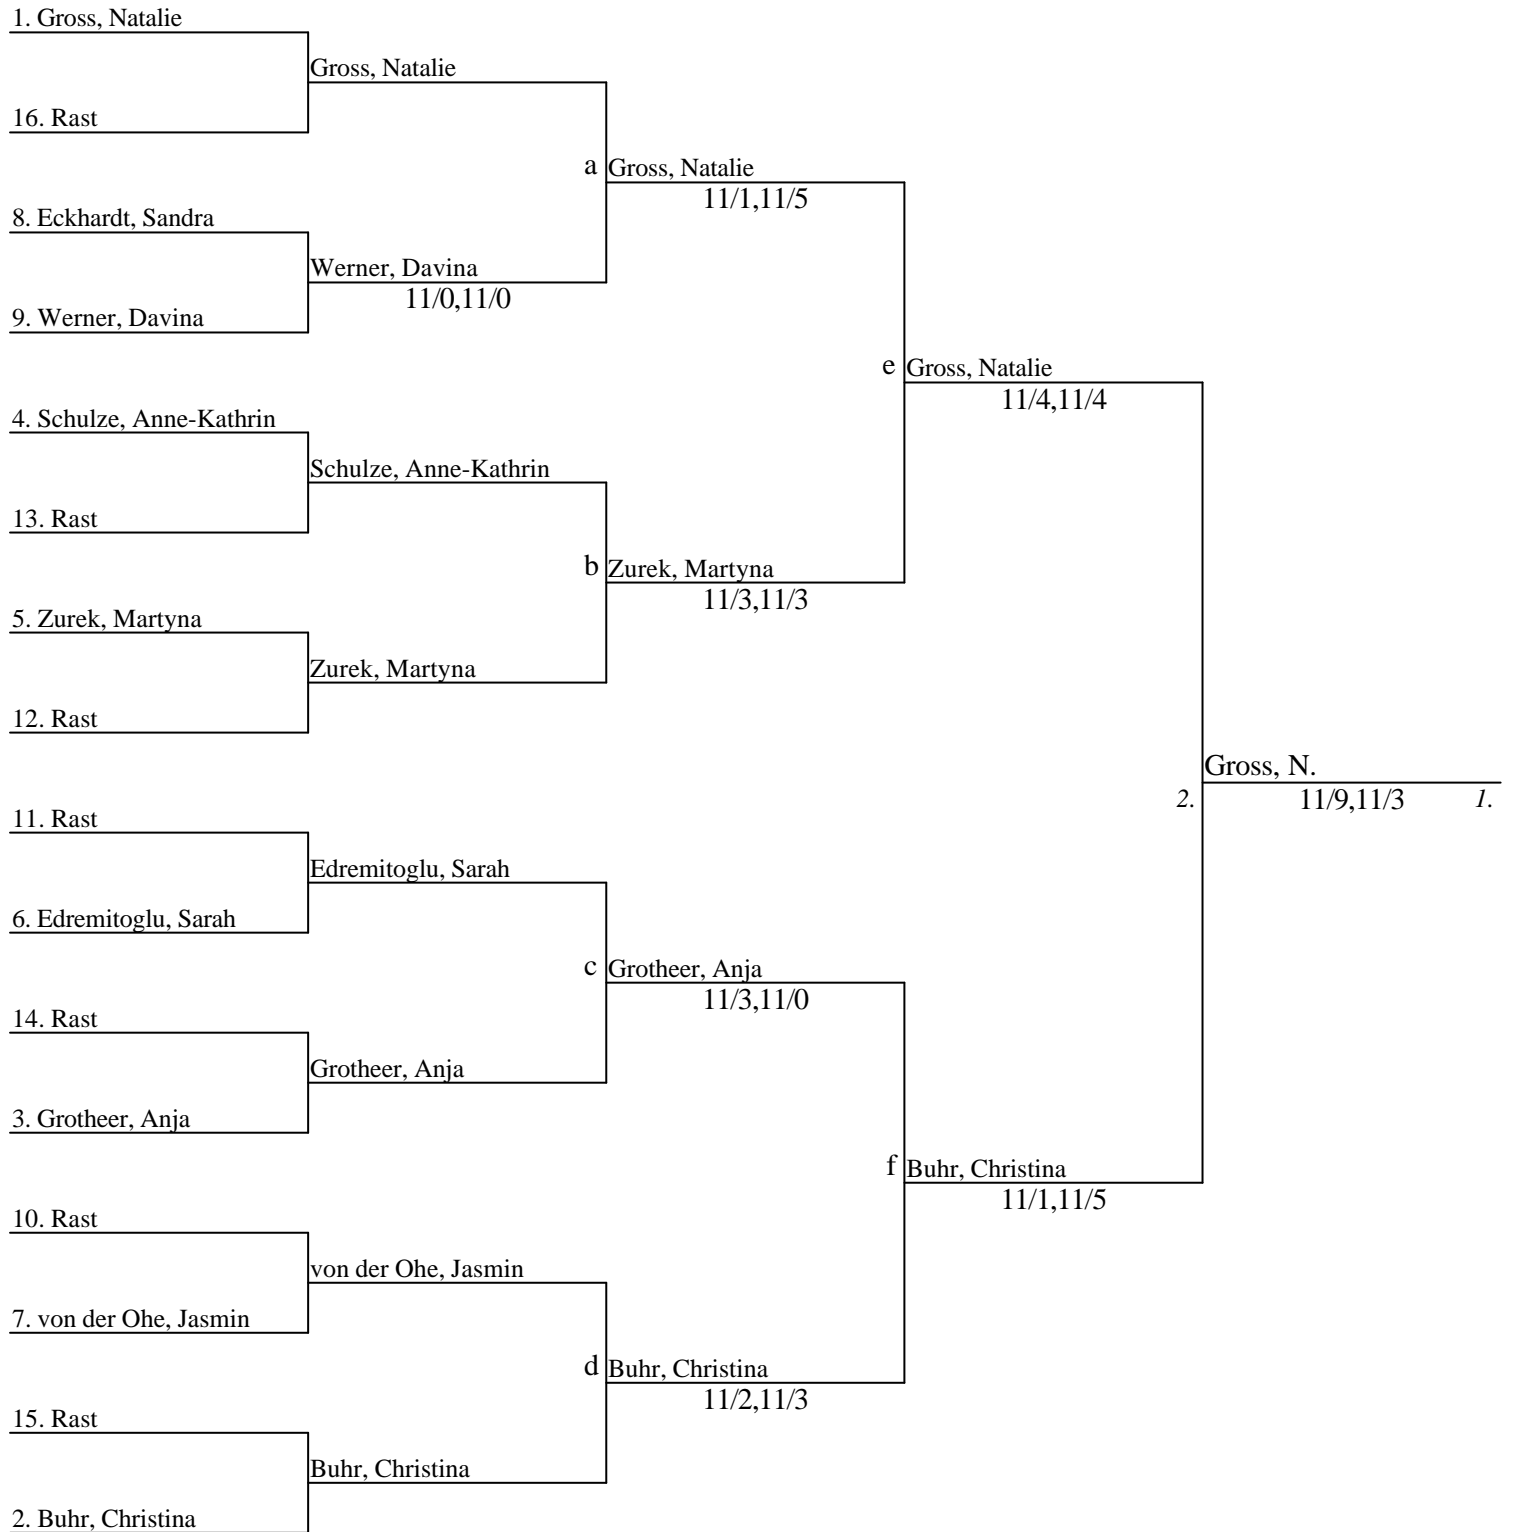 1. Gross, Natalie
Gross, Natalie
16. Rast
a Gross, Natalie
11/1,11/5
8. Eckhardt, Sandra
Werner, Davina
11/0,11/0
9. Werner, Davina
e Gross, Natalie
11/4,11/4
4. Schulze, Anne-Kathrin
Schulze, Anne-Kathrin
13. Rast
b Zurek, Martyna
11/3,11/3
5. Zurek, Martyna
Zurek, Martyna
12. Rast
Gross, N.
2. 11/9,11/3 1.
11. Rast
Edremitoglu, Sarah
6. Edremitoglu, Sarah
c Grotheer, Anja
11/3,11/0
14. Rast
Grotheer, Anja
3. Grotheer, Anja
f Buhr, Christina
11/1,11/5
10. Rast
von der Ohe, Jasmin
7. von der Ohe, Jasmin
d Buhr, Christina
11/2,11/3
15. Rast
Buhr, Christina
2. Buhr, Christina